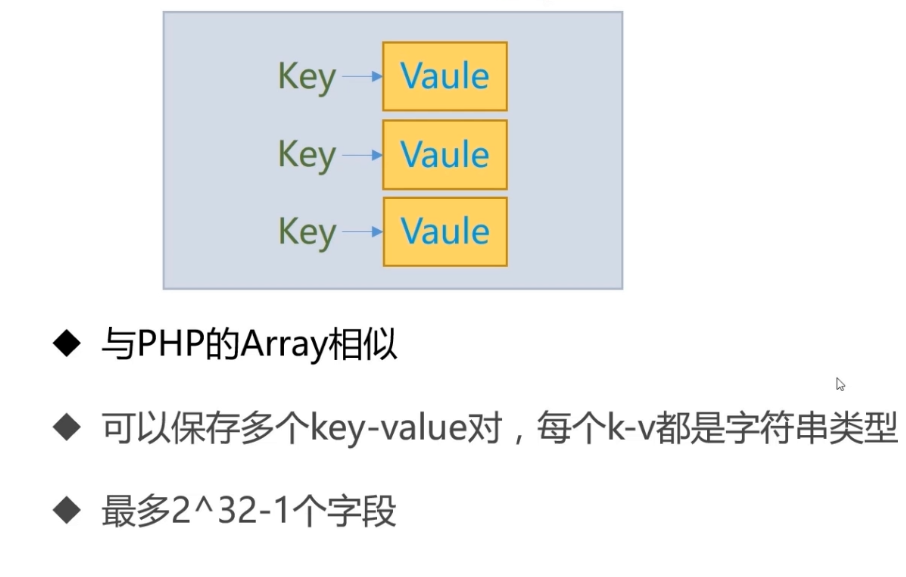 Key Vaule
Key Vaule
Key Vaule
与PHP的Array相似
可以保存多个key-value对，每个k-v都是字符串类型
最多2^32-1个字段